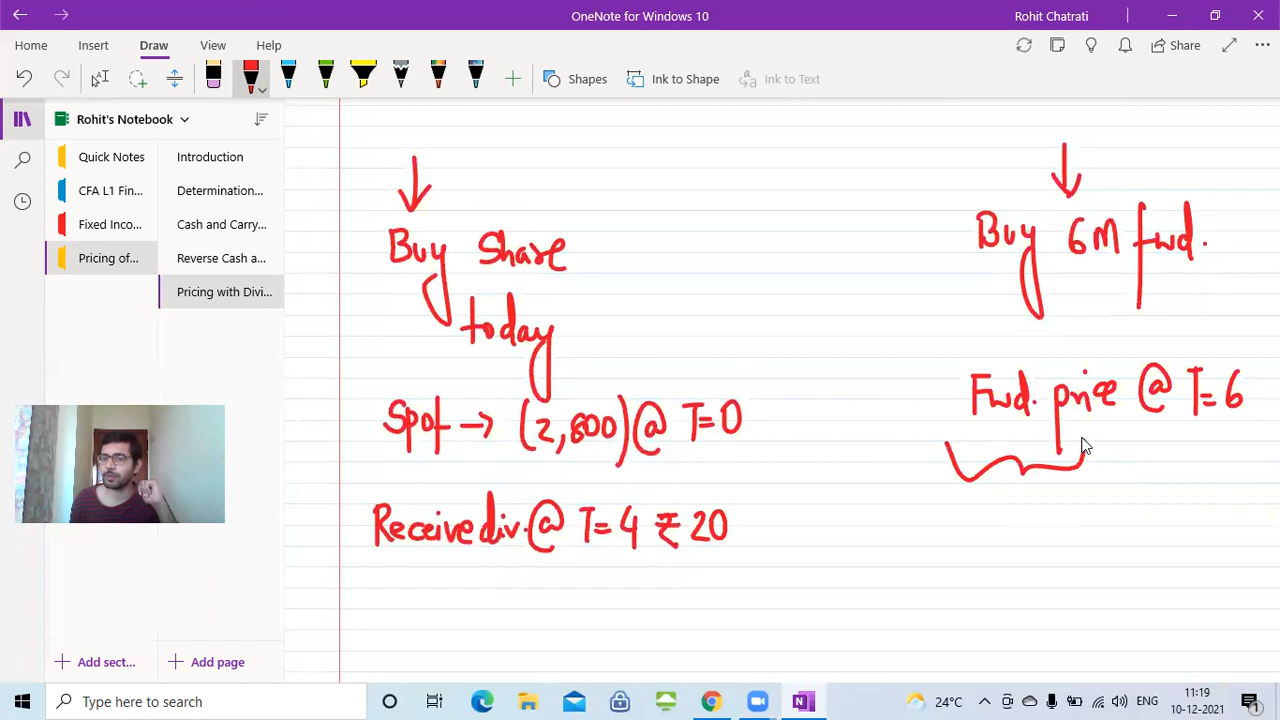 OneNote for Windows 10
Rohit Chatrati
Home Insert Draw View Help
Share
Shapes Ink to Shape Ink to Text
Rohit's Notebook
Quick Notes
CFA L1 Fin...
Fixed Inco...
Pricing of...
Introduction
Determination...
Cash and Carry...
Reverse Cash a...
Pricing with Divi...
Buy Share
today
Spot → (2,800) @ T=0
Receive div. @ T=4 ₹ 20
Buy 6M fwd.
Fwd. price @ T=6
Add sect...
Add page
Type here to search
24°C
ENG
11:19
10-12-2021
1